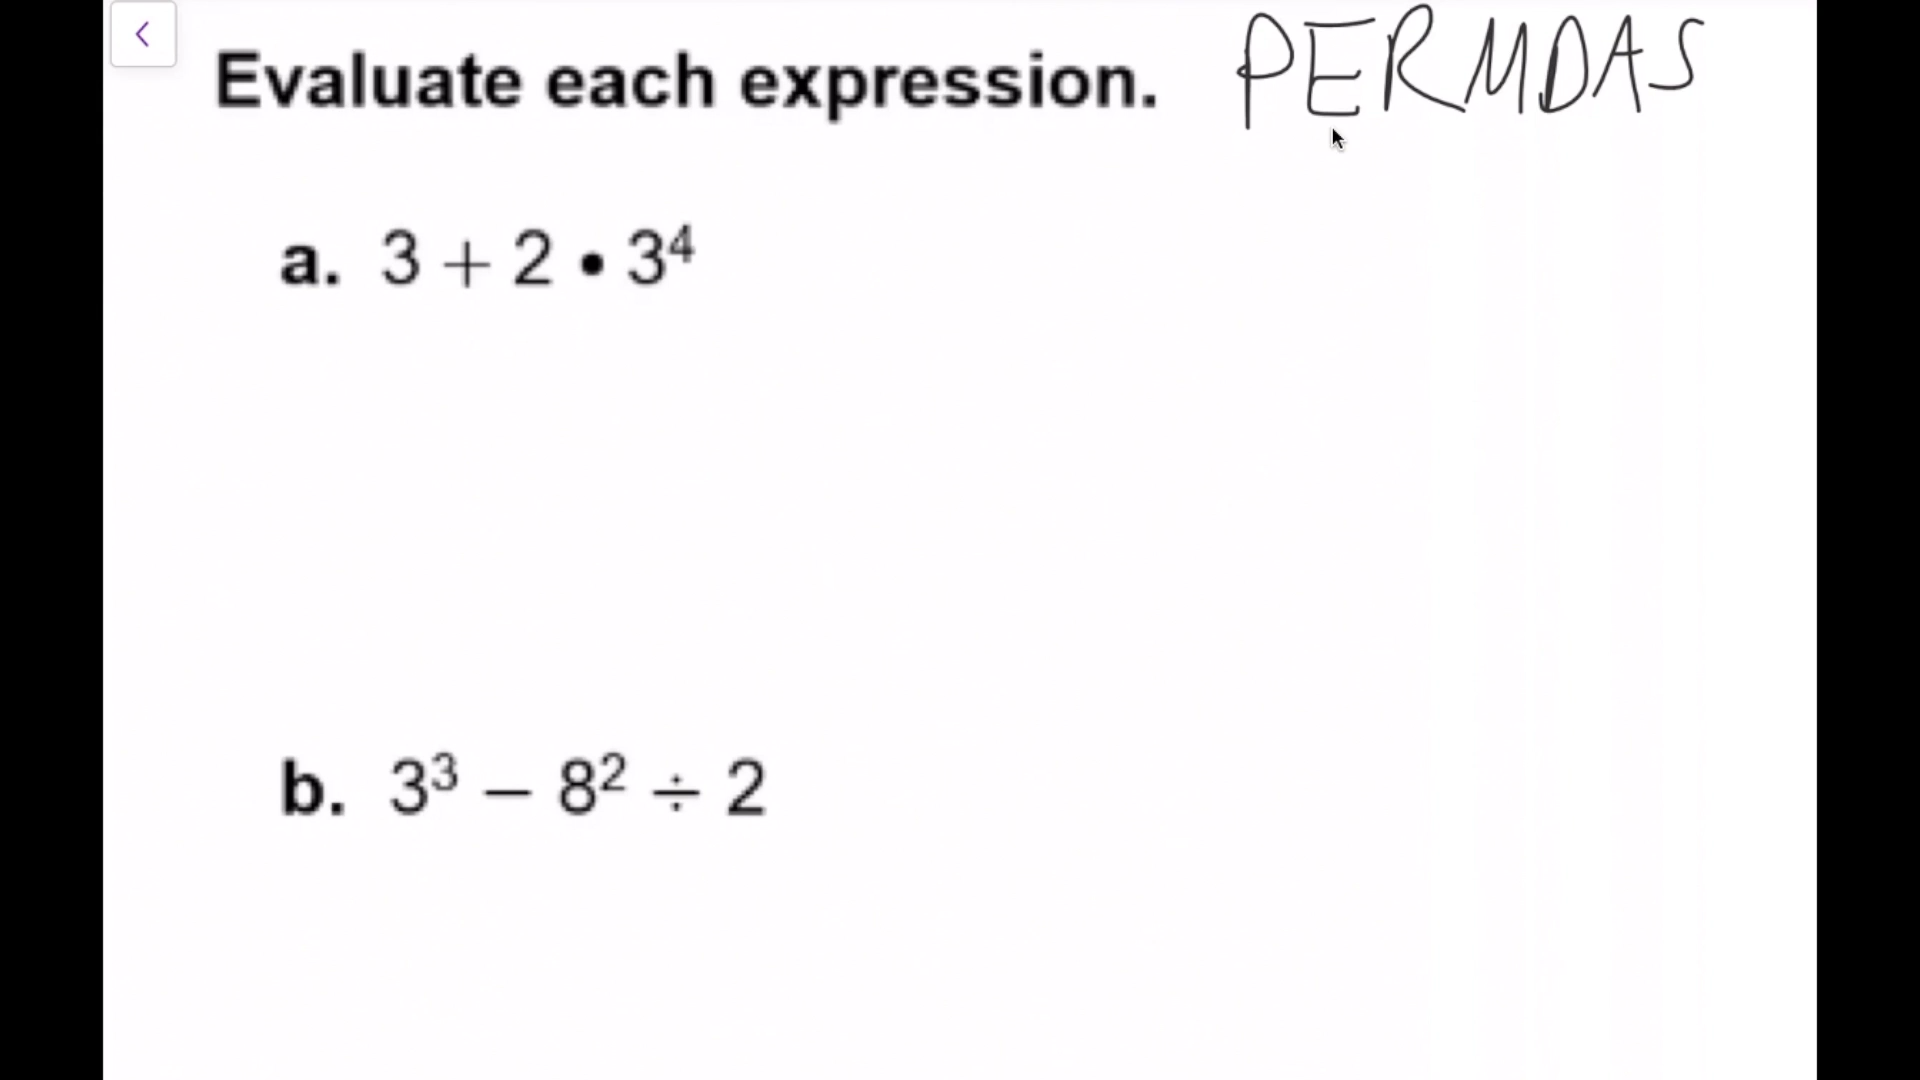 Evaluate each expression. PERMDAS
a. 3 + 2 • 3⁴
b. 3³ – 8² ÷ 2